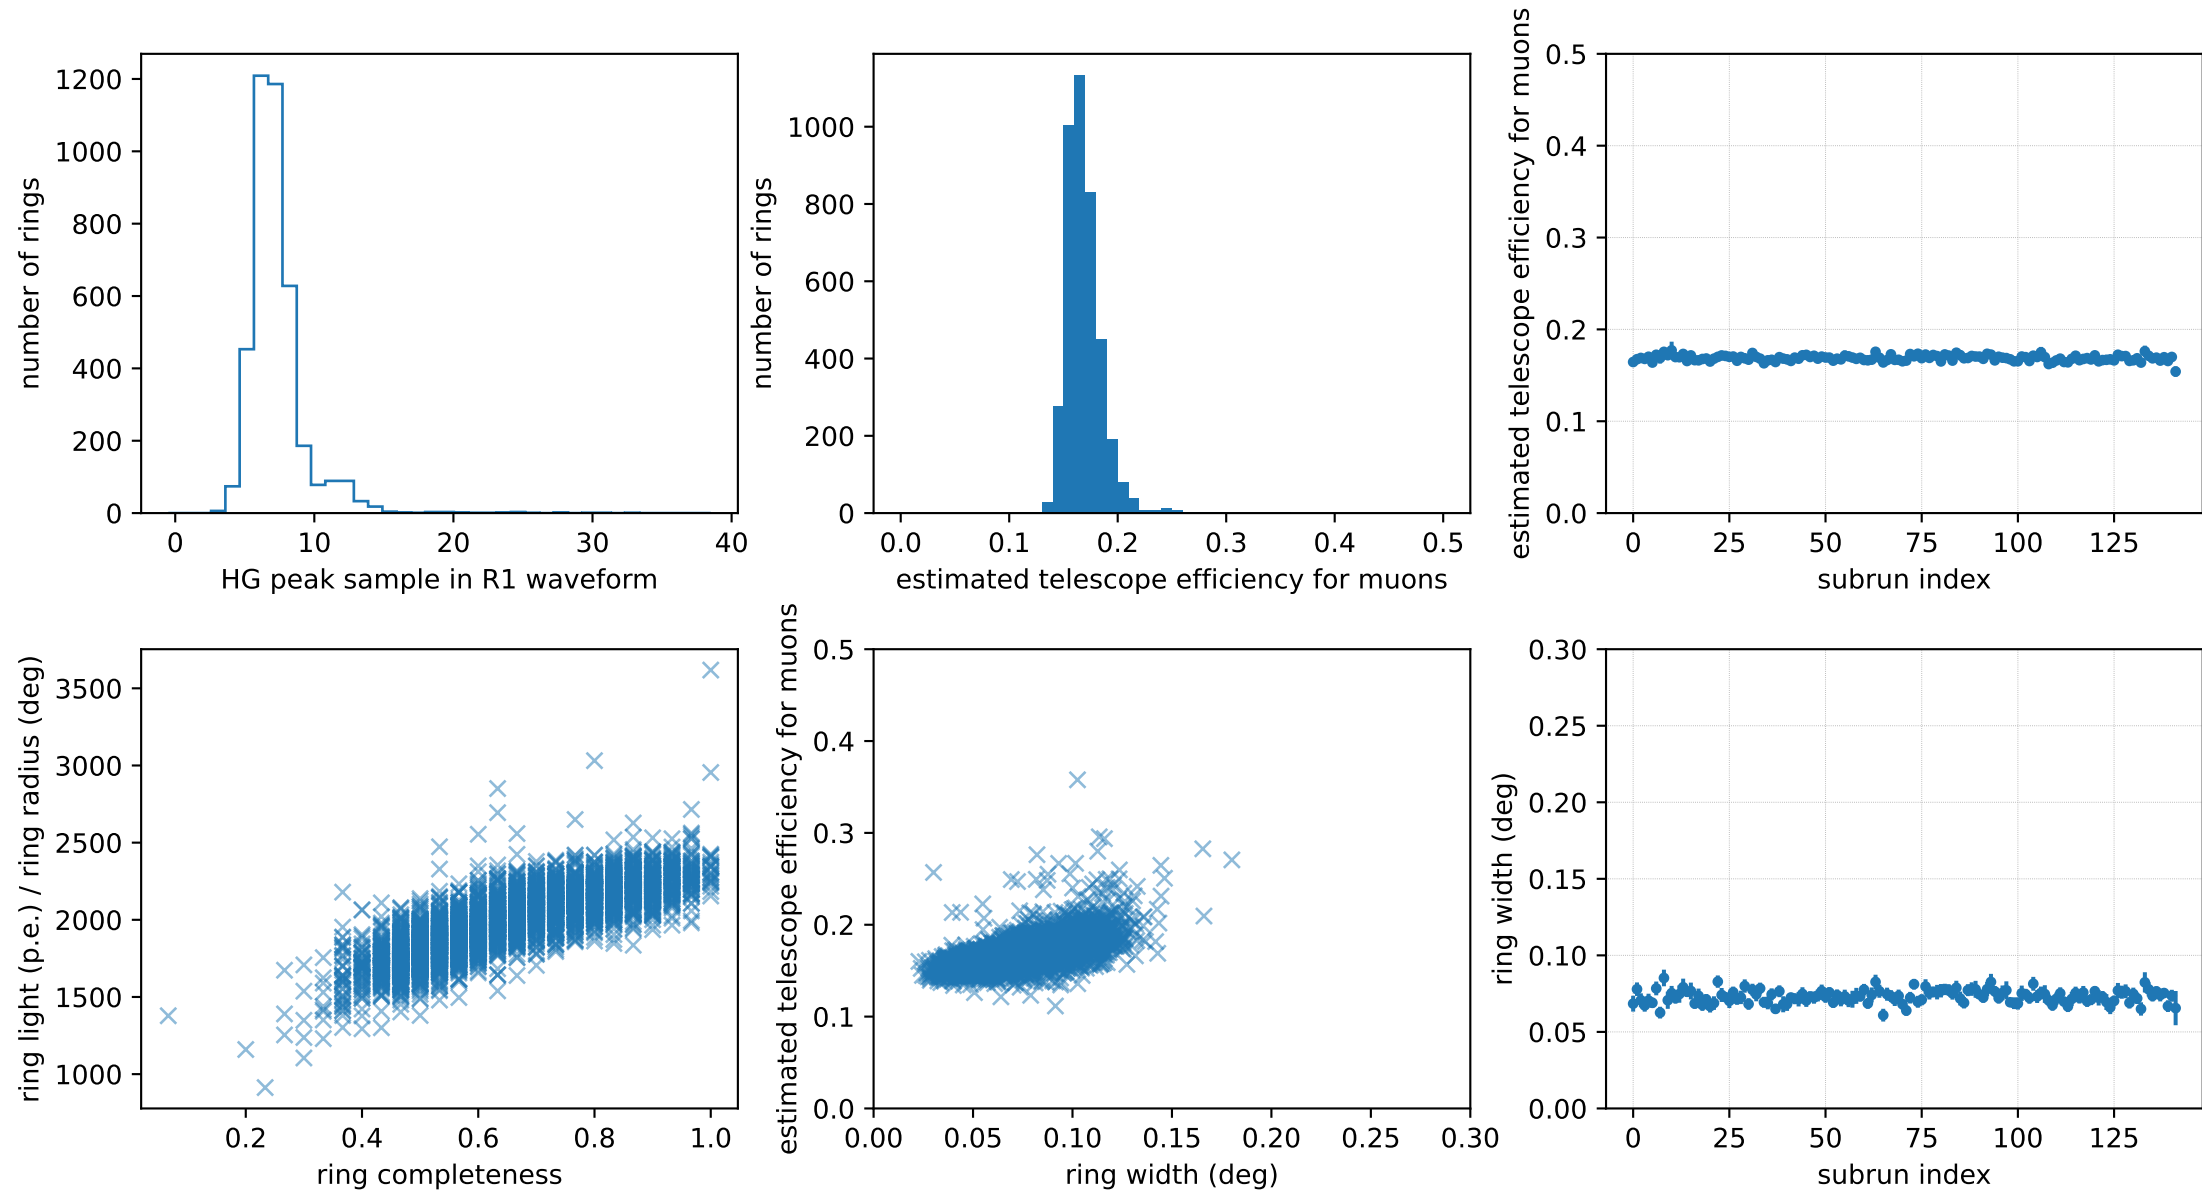 number of rings
1200
1000
800
600
400
200
0
0 10 20 30 40
HG peak sample in R1 waveform
number of rings
1000
800
600
400
200
0
0.0 0.1 0.2 0.3 0.4 0.5
estimated telescope efficiency for muons
estimated telescope efficiency for muons
0.5
0.4
0.3
0.2
0.1
0.0
0 25 50 75 100 125
subrun index
ring light (p.e.) / ring radius (deg)
3500
3000
2500
2000
1500
1000
0.2 0.4 0.6 0.8 1.0
ring completeness
estimated telescope efficiency for muons
0.5
0.4
0.3
0.2
0.1
0.0
0.00 0.05 0.10 0.15 0.20 0.25 0.30
ring width (deg)
ring width (deg)
0.30
0.25
0.20
0.15
0.10
0.05
0.00
0 25 50 75 100 125
subrun index